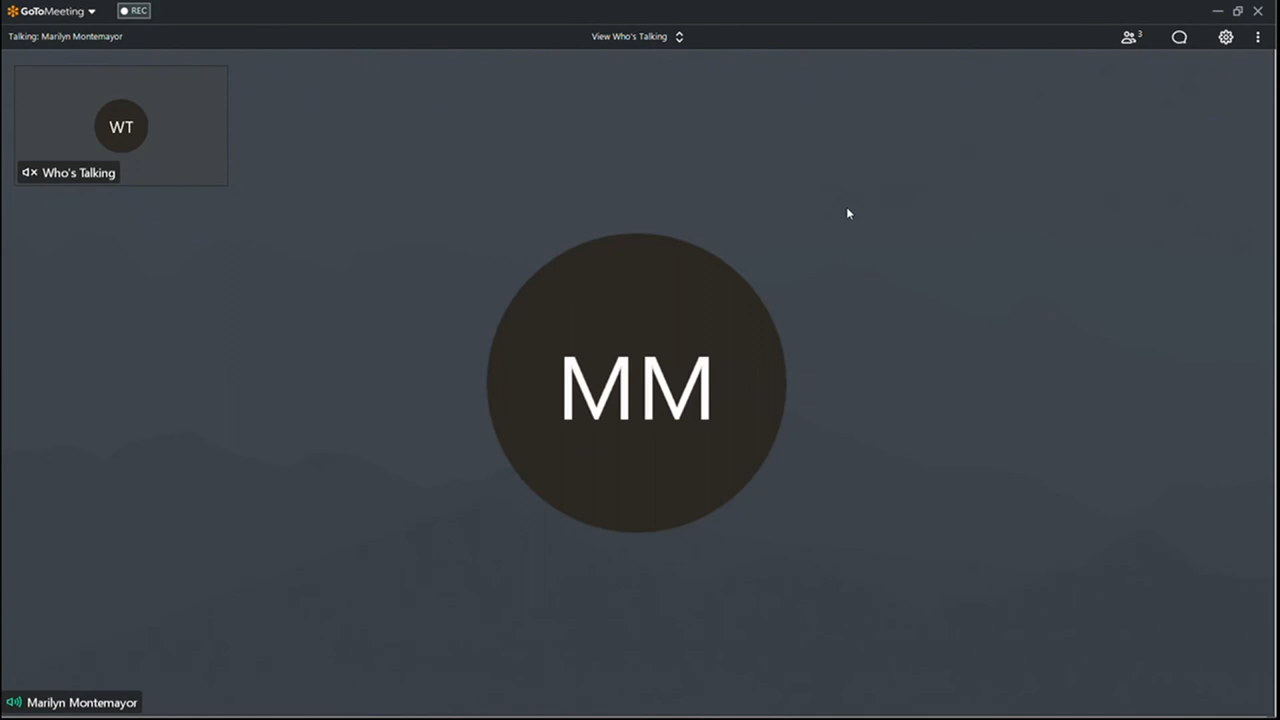 GoToMeeting
REC
Talking: Marilyn Montemayor
View Who's Talking
3
WT
Who's Talking
MM
Marilyn Montemayor